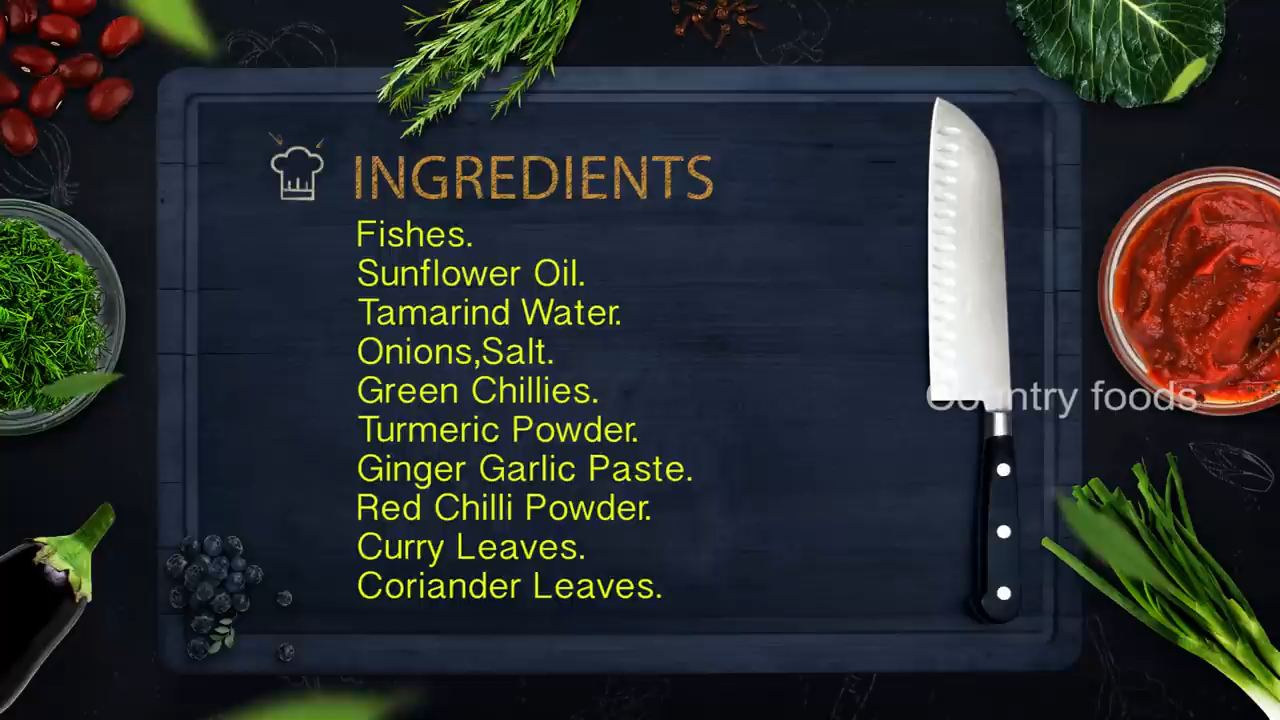 INGREDIENTS
Fishes.
Sunflower Oil.
Tamarind Water.
Onions,Salt.
Green Chillies.
Turmeric Powder.
Ginger Garlic Paste.
Red Chilli Powder.
Curry Leaves.
Coriander Leaves.
Country foods